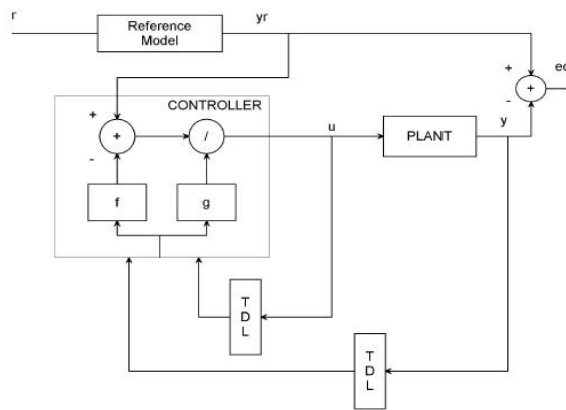 r
Reference
Model
yr
+
-
+
ec
CONTROLLER
+
-
+
/
u
PLANT
y
f
g
T
D
L
T
D
L